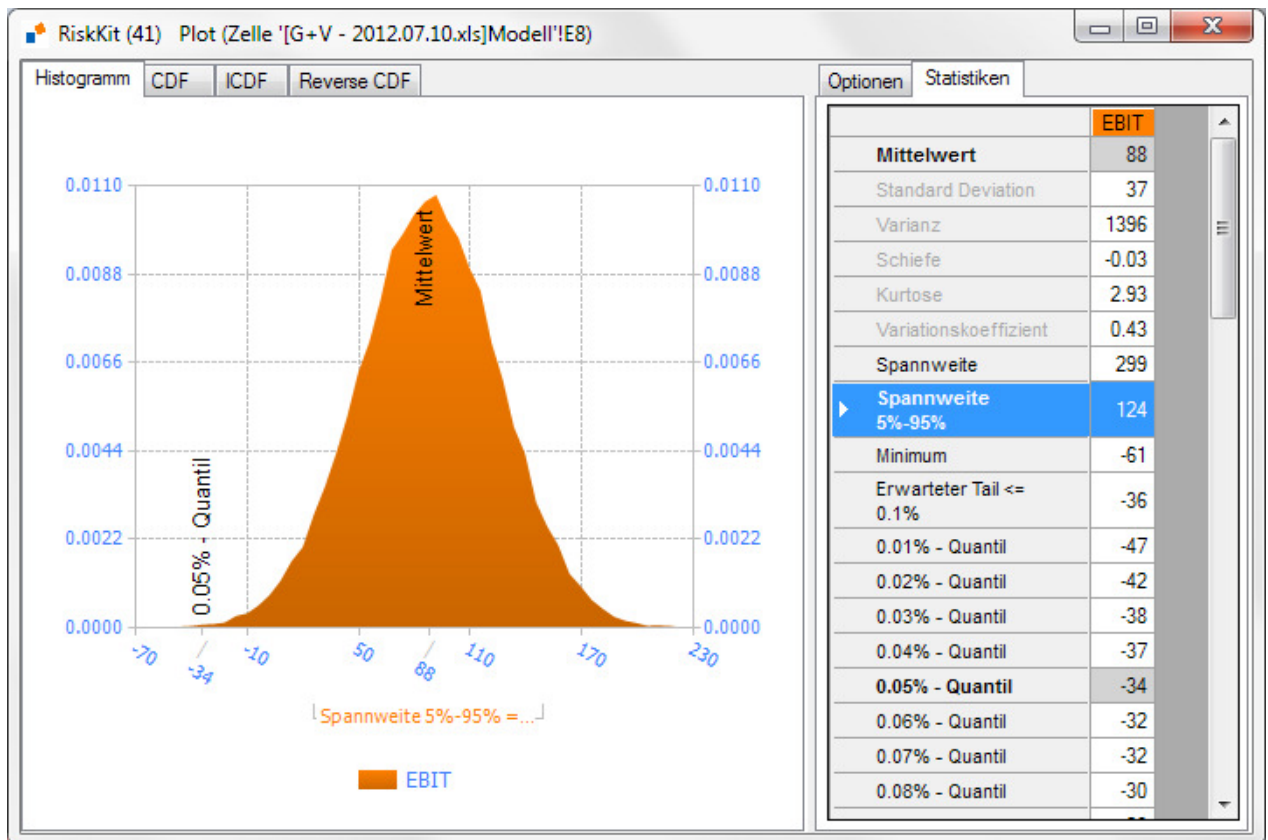 RiskKit (41) Plot (Zelle '[G+V - 2012.07.10.xls]Modell'!E8)
Histogramm CDF ICDF Reverse CDF
0.0110 0.0110
0.0088 0.0088
0.0066 0.0066
0.0044 0.0044
0.0022 0.0022
0.0000 0.0000
0.05% - Quantil
Mittelwert
-70 -34 -10 50 88 110 170 230
Spannweite 5%-95% =...
EBIT
Optionen Statistiken
EBIT
Mittelwert 88
Standard Deviation 37
Varianz 1396
Schiefe -0.03
Kurtose 2.93
Variationskoeffizient 0.43
Spannweite 299
Spannweite
5%-95% 124
Minimum -61
Erwarteter Tail <=
0.1% -36
0.01% - Quantil -47
0.02% - Quantil -42
0.03% - Quantil -38
0.04% - Quantil -37
0.05% - Quantil -34
0.06% - Quantil -32
0.07% - Quantil -32
0.08% - Quantil -30